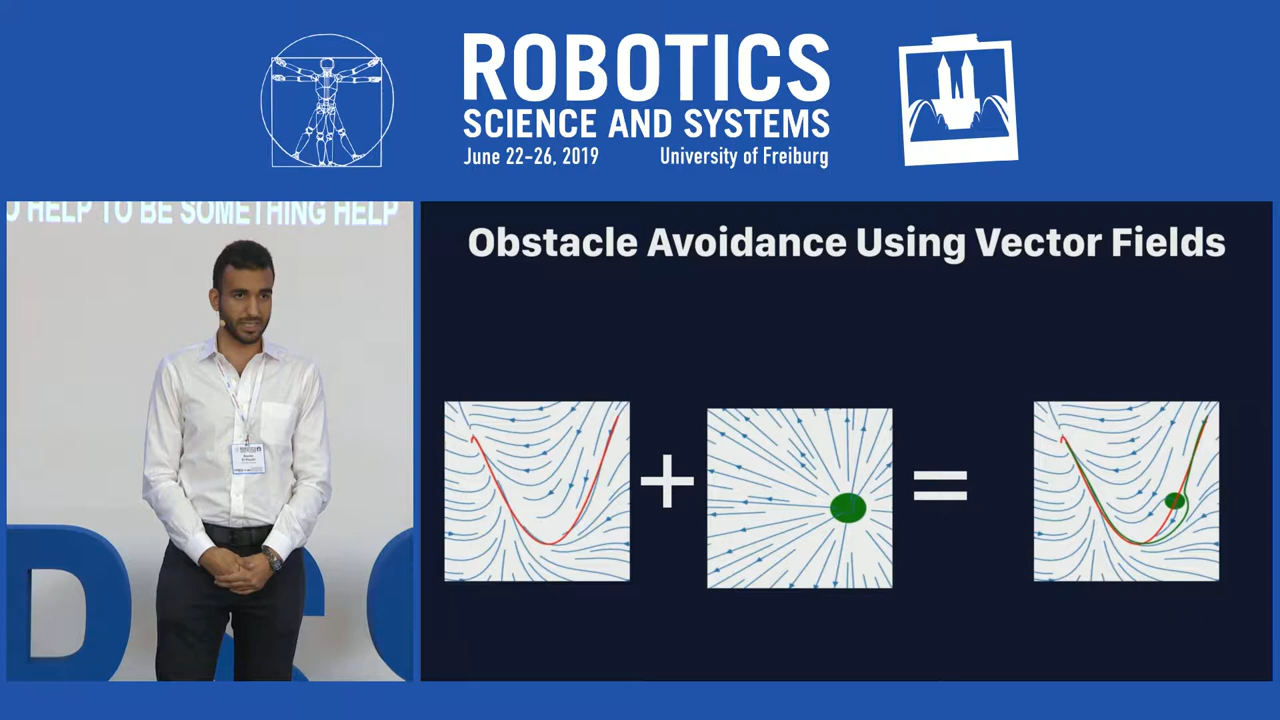 ROBOTICS
SCIENCE AND SYSTEMS
June 22-26, 2019 University of Freiburg
HELP TO BE SOMETHING HELP
Obstacle Avoidance Using Vector Fields
+
=
ROBOTICS